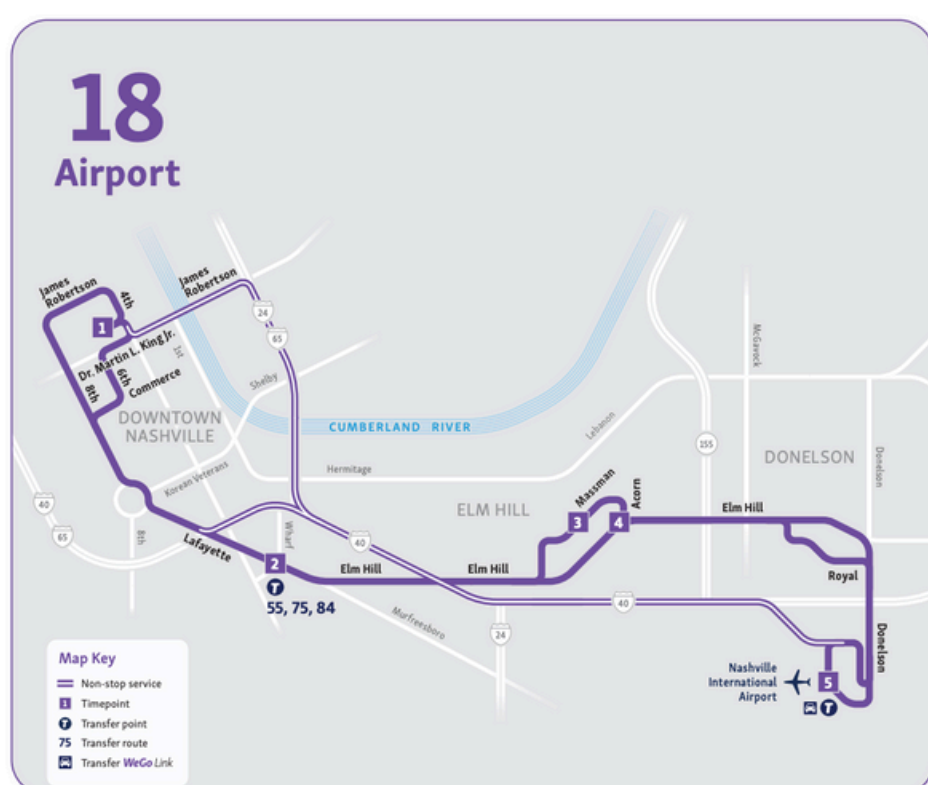 18
Airport
James
Robertson
4th
James
Robertson
1
Dr. Martin L. King Jr.
6th
8th
Commerce
1st
24
65
Shelby
DOWNTOWN
NASHVILLE
CUMBERLAND RIVER
McGavock
Lebanon
155
DONELSON
Donelson
Korean Veterans
Hermitage
40
65
8th
ELM HILL
Massman
Acorn
3
4
Elm Hill
Lafayette
Wharf
40
2
Elm Hill
Elm Hill
Royal
55, 75, 84
T
Murfreesboro
24
40
Donelson
Nashville
International
Airport
5
T
Map Key
Non-stop service
1 Timepoint
T Transfer point
75 Transfer route
Transfer WeGo Link